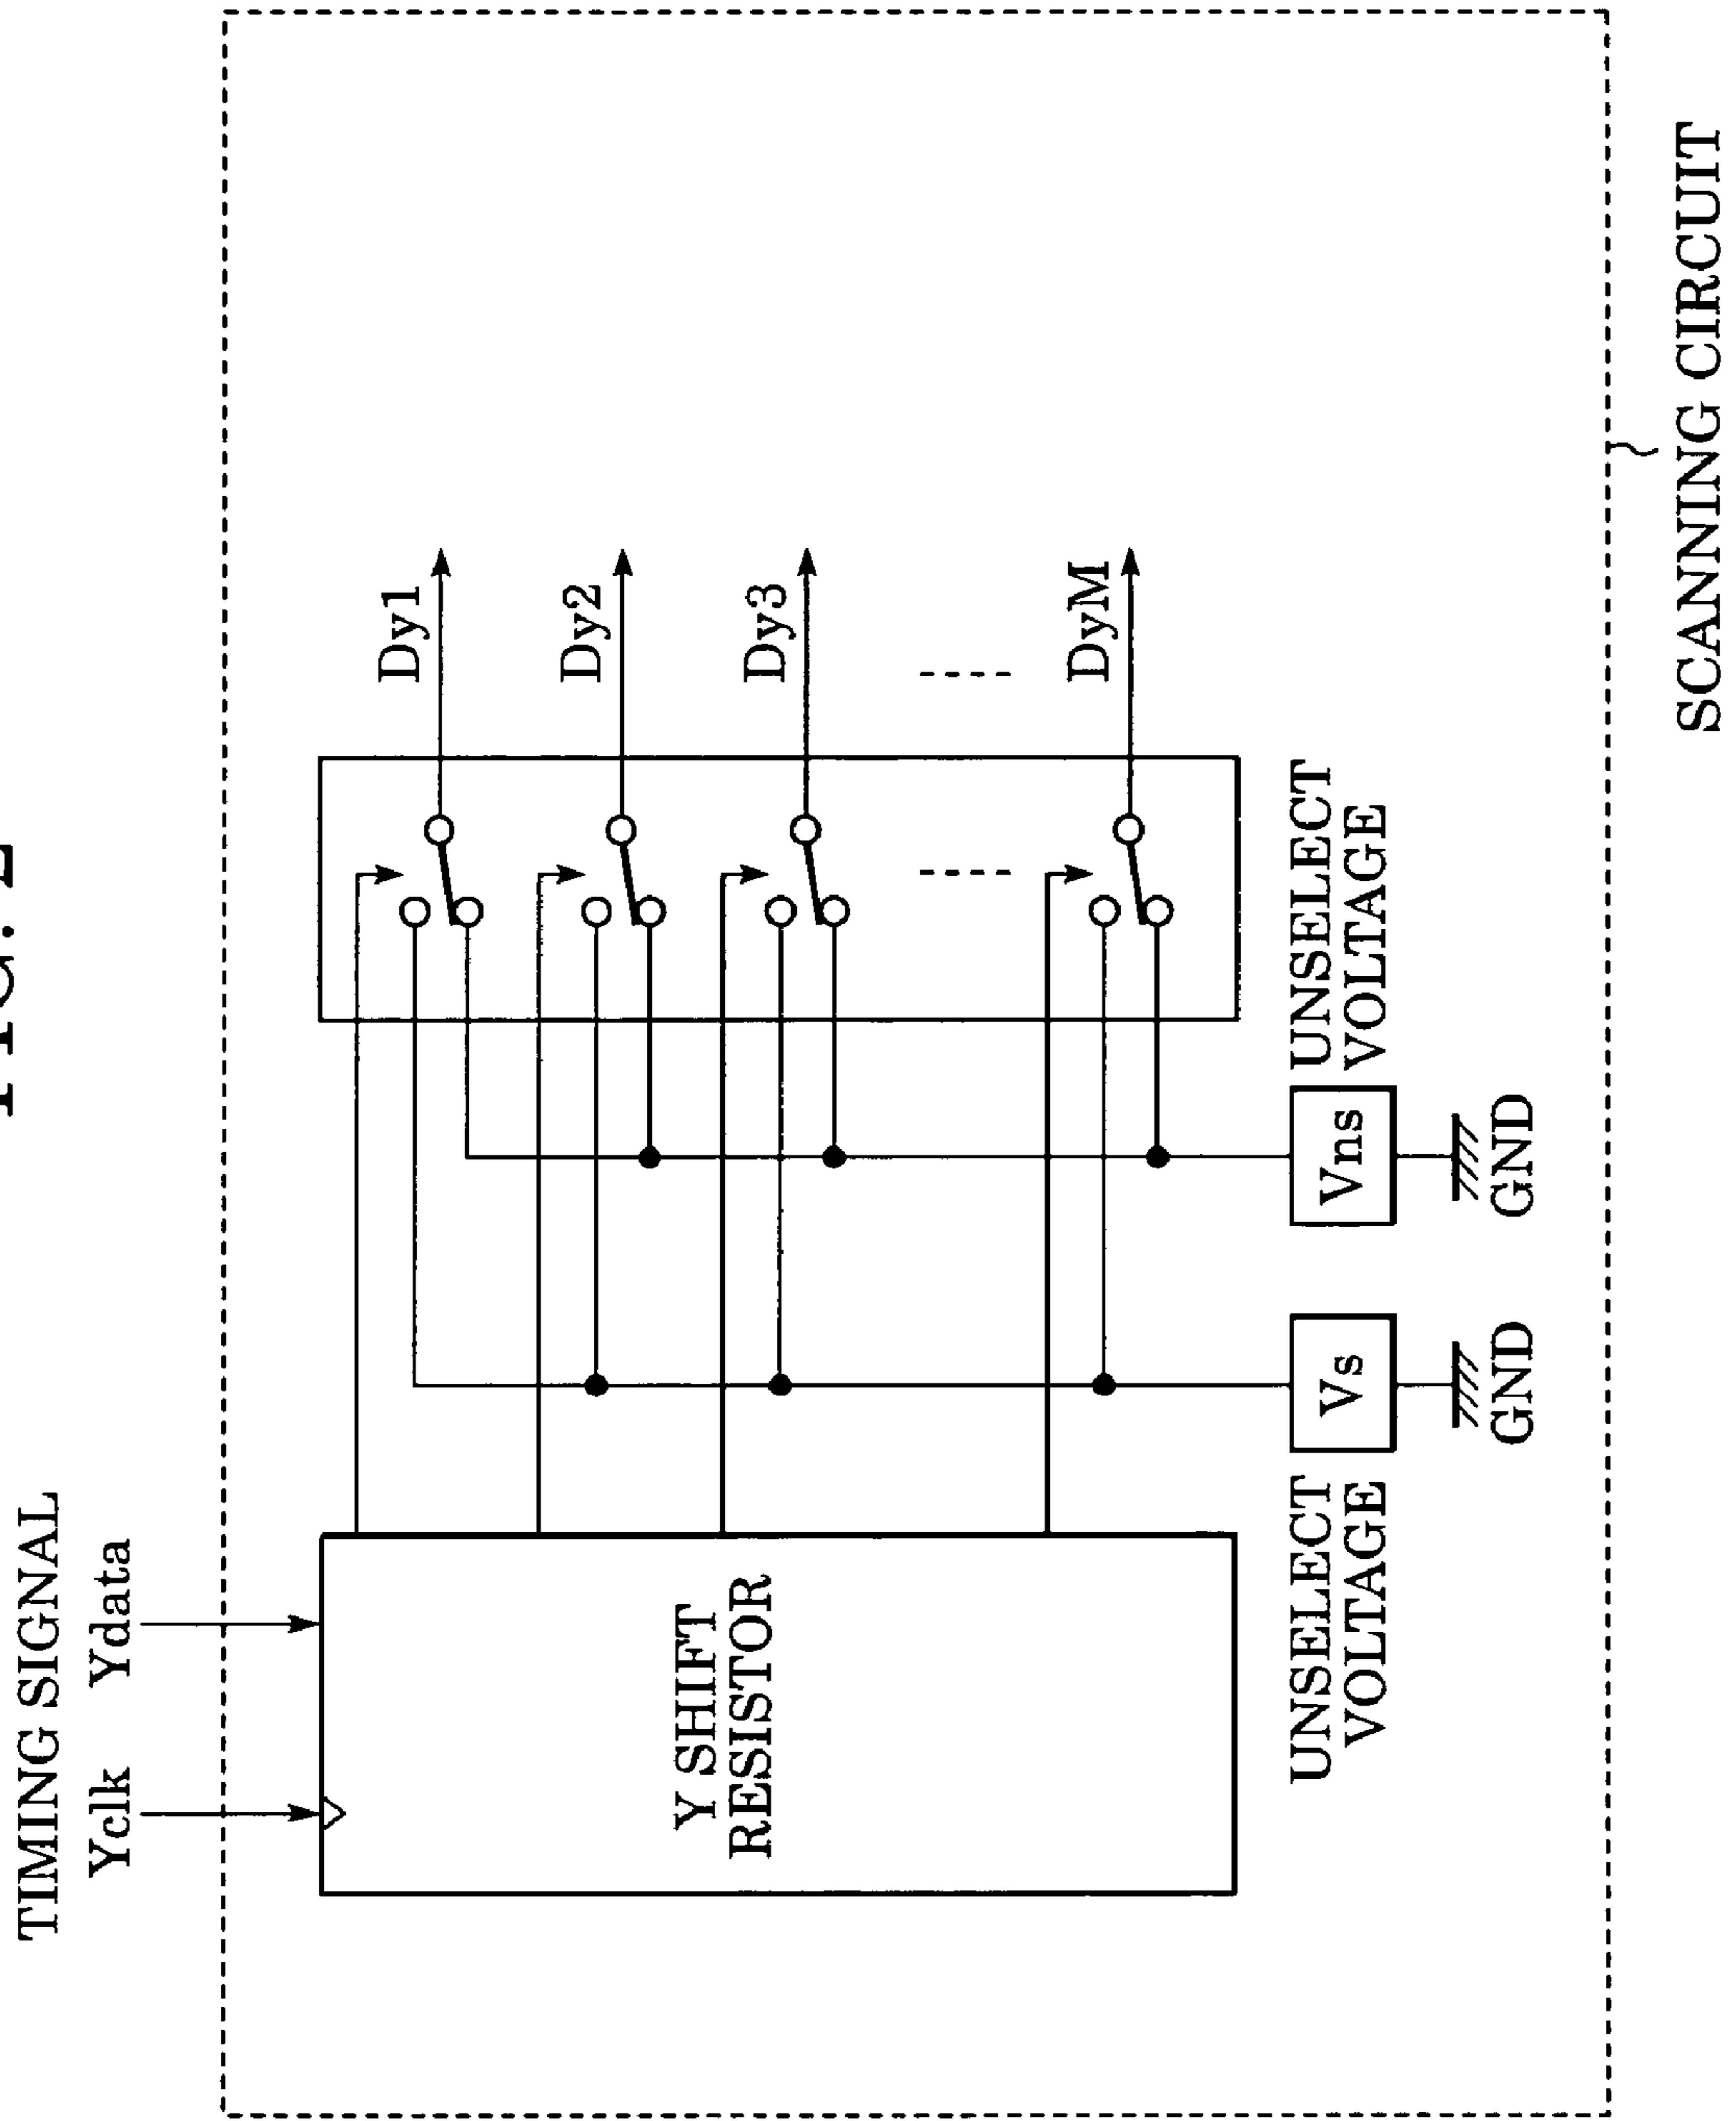 TIMING SIGNAL
Yclk Ydata
Y SHIFT
RESISTOR
Dy1
Dy2
Dy3
DyM
UNSELECT
VOLTAGE
Vs
GND
UNSELECT
VOLTAGE
Vns
GND
SCANNING CIRCUIT